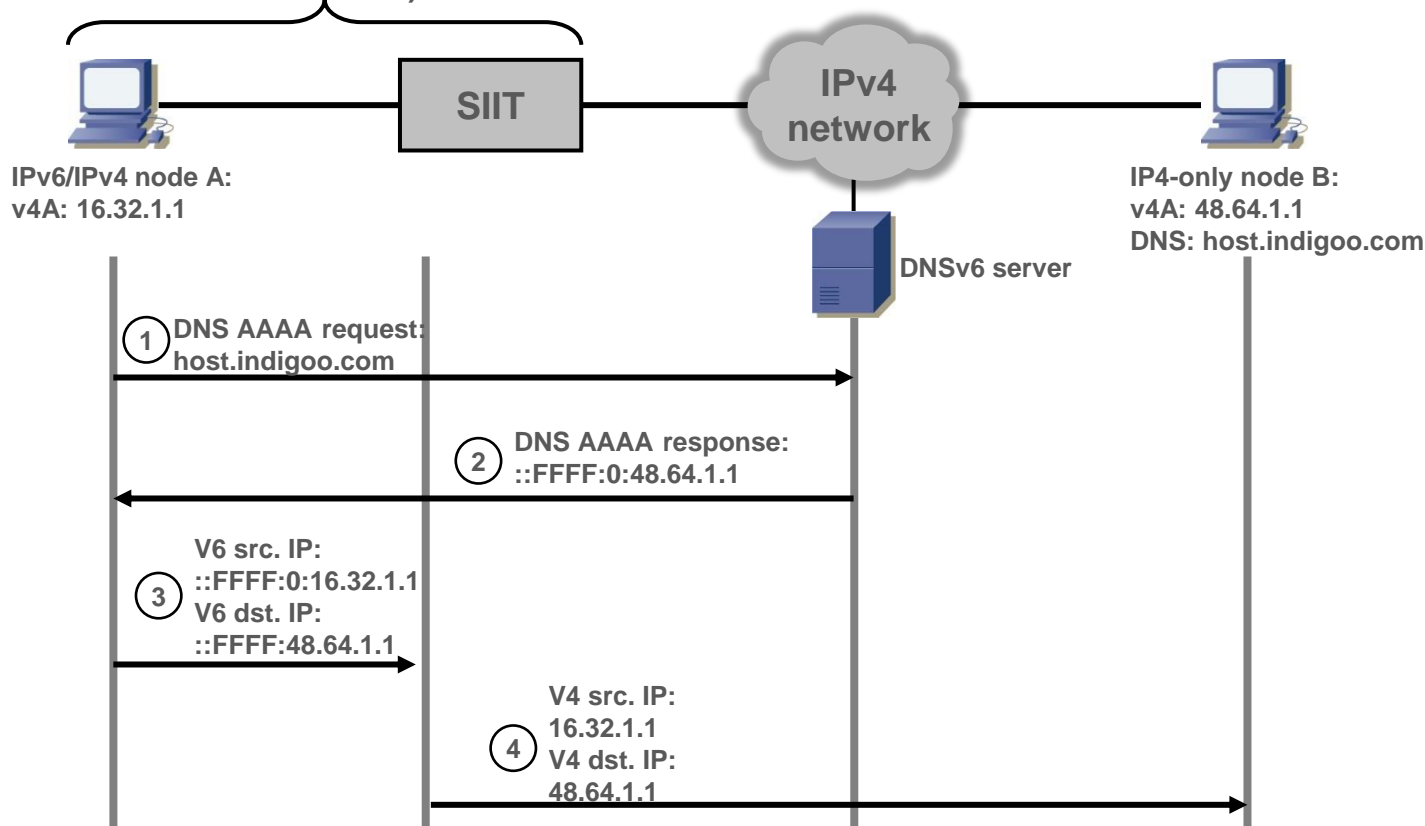 SIIT
IPv4
network
IPv6/IPv4 node A:
v4A: 16.32.1.1
IP4-only node B:
v4A: 48.64.1.1
DNS: host.indigoo.com
DNSv6 server
1
DNS AAAA request:
host.indigoo.com
2
DNS AAAA response:
::FFFF:0:48.64.1.1
3
V6 src. IP:
::FFFF:0:16.32.1.1
V6 dst. IP:
::FFFF:48.64.1.1
4
V4 src. IP:
16.32.1.1
V4 dst. IP:
48.64.1.1